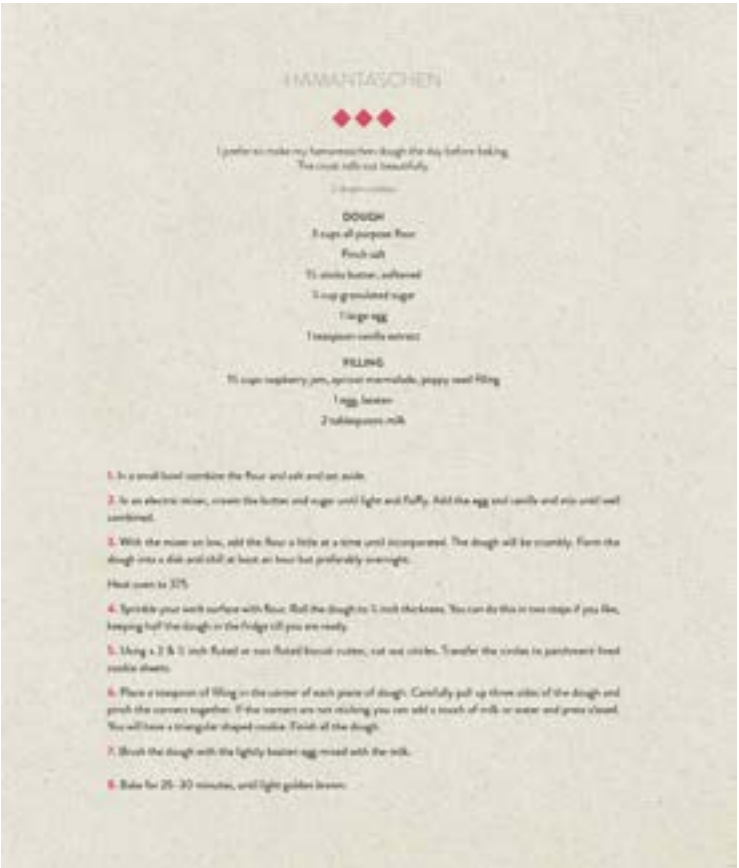 HAMANTASCHEN
I prefer to make my hamantaschen dough the day before baking.
The crust rolls out beautifully.
DOUGH
3 cups all purpose flour
Pinch salt
sticks butter, softened
cup granulated sugar
1 large egg
1 teaspoon vanilla extract
FILLING
cups raspberry jam, apricot marmalade, poppy seed filling
1 egg, beaten
2 tablespoons milk
1. In a small bowl combine the flour and salt and set aside.
2. In an electric mixer, cream the butter and sugar until light and fluffy. Add the egg and vanilla and mix until well
combined.
3. With the mixer on low, add the flour a little at a time until incorporated. The dough will be crumbly. Form the
dough into a disk and chill at least an hour but preferably overnight.
Heat oven to 375
4. Sprinkle your work surface with flour. Roll the dough to inch thickness. You can do this in two steps if you like,
keeping half the dough in the fridge till you are ready.
5. Using a inch fluted or non fluted biscuit cutter, cut out circles. Transfer the circles to parchment lined
cookie sheets.
6. Place a teaspoon of filling in the center of each piece of dough. Carefully pull up three sides of the dough and
pinch the corners together. If the corners are not sticking you can add a touch of milk or water and press closed.
You will have a triangular shaped cookie. Finish all the dough.
7. Brush the dough with the lightly beaten egg mixed with the milk.
8. Bake for 25-30 minutes, until light golden brown.